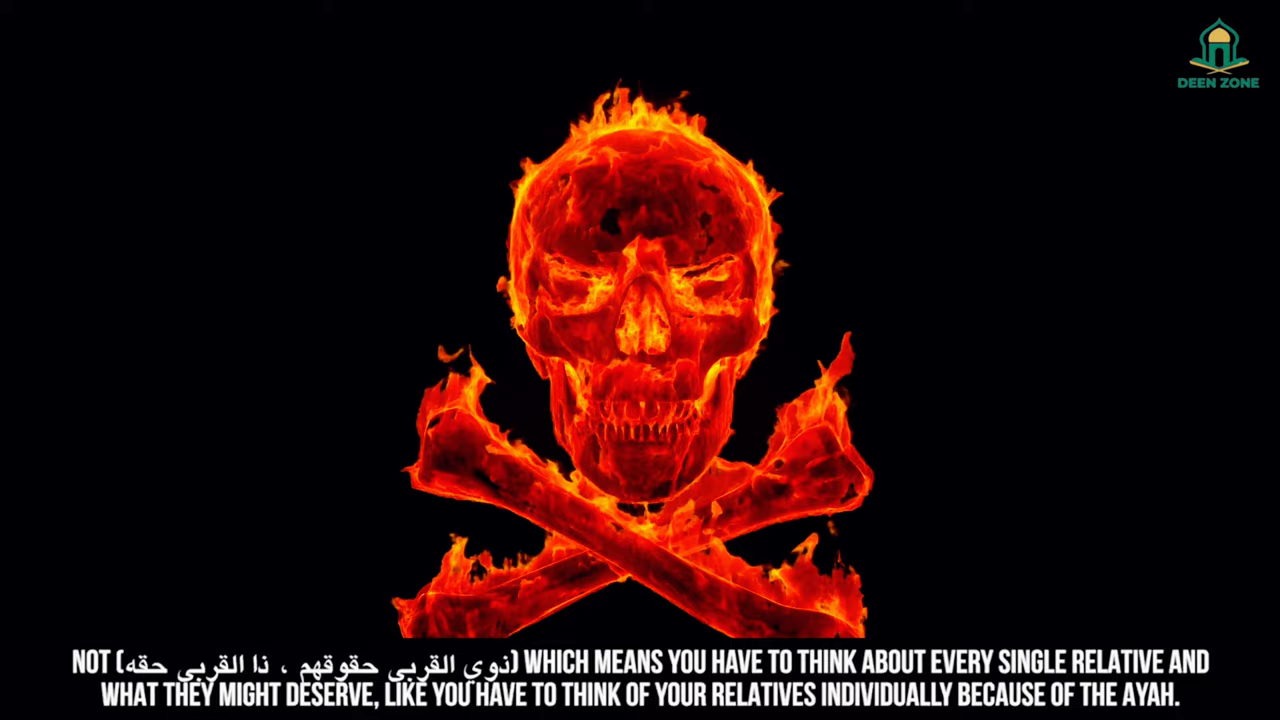 DEEN ZONE
NOT (ذوي القربى حقوقهم ، ذا القربى حقه) WHICH MEANS YOU HAVE TO THINK ABOUT EVERY SINGLE RELATIVE AND
WHAT THEY MIGHT DESERVE, LIKE YOU HAVE TO THINK OF YOUR RELATIVES INDIVIDUALLY BECAUSE OF THE AYAH.